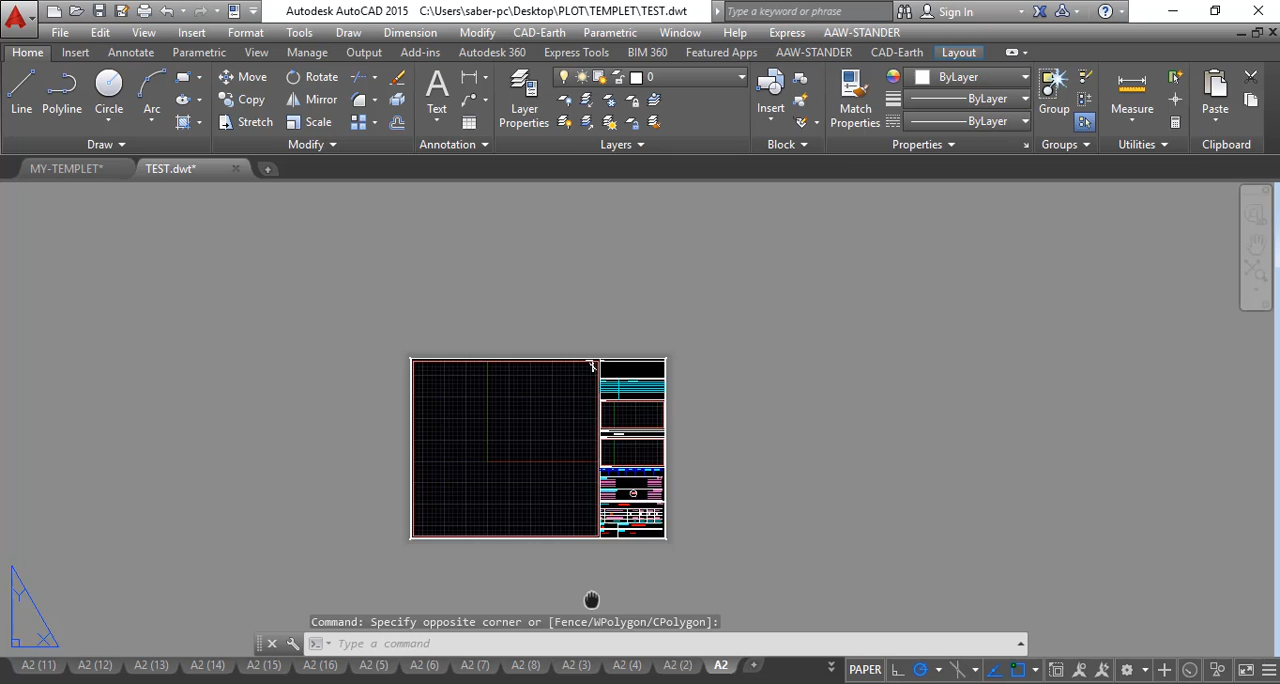 Autodesk AutoCAD 2015 C:\Users\saber-pc\Desktop\PLOT\TEMPLET\TEST.dwt
Type a keyword or phrase
Sign In
File Edit View Insert Format Tools Draw Dimension Modify CAD-Earth Parametric Window Help Express AAW-STANDER
Home Insert Annotate Parametric View Manage Output Add-ins Autodesk 360 Express Tools BIM 360 Featured Apps AAW-STANDER CAD-Earth Layout
Line Polyline Circle Arc
Move Rotate
Copy Mirror
Stretch Scale
Text
Layer Properties
0
Insert
Match Properties
ByLayer
ByLayer
ByLayer
Group
Measure
Paste
Draw Modify Annotation Layers Block Properties Groups Utilities Clipboard
MY-TEMPLET* TEST.dwt*
Y
X
Command: Specify opposite corner or [Fence/WPolygon/CPolygon]:
Type a command
A2 (11) A2 (12) A2 (13) A2 (14) A2 (15) A2 (16) A2 (5) A2 (6) A2 (7) A2 (8) A2 (3) A2 (4) A2 (2) A2
PAPER